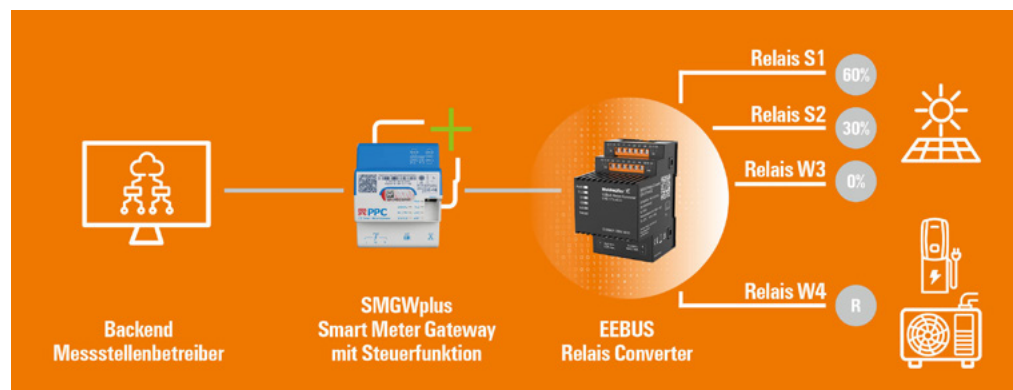 Relais S1
60%
Relais S2
30%
Relais W3
0%
PPC
Relais W4
R
Backend
Messstellenbetreiber
SMGWplus
Smart Meter Gateway
mit Steuerfunktion
EEBUS
Relais Converter